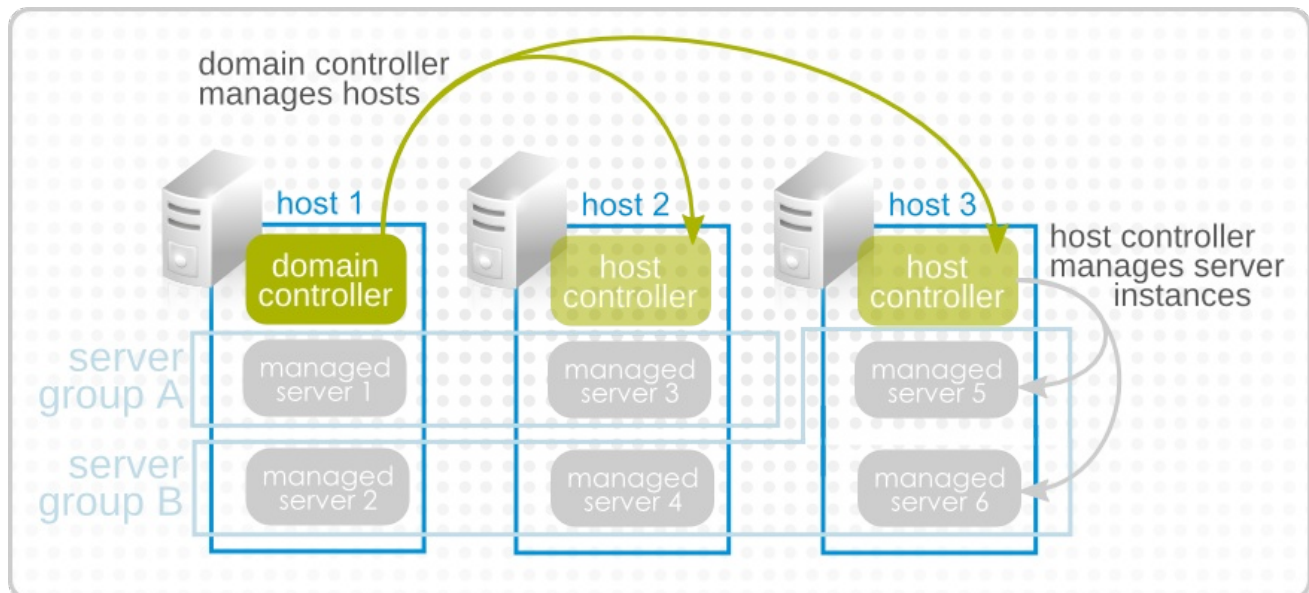 domain controller
manages hosts
host 1
host 2
host 3
domain
controller
host
controller
host
controller
host controller
manages server
instances
server
group A
managed
server 1
managed
server 3
managed
server 5
server
group B
managed
server 2
managed
server 4
managed
server 6